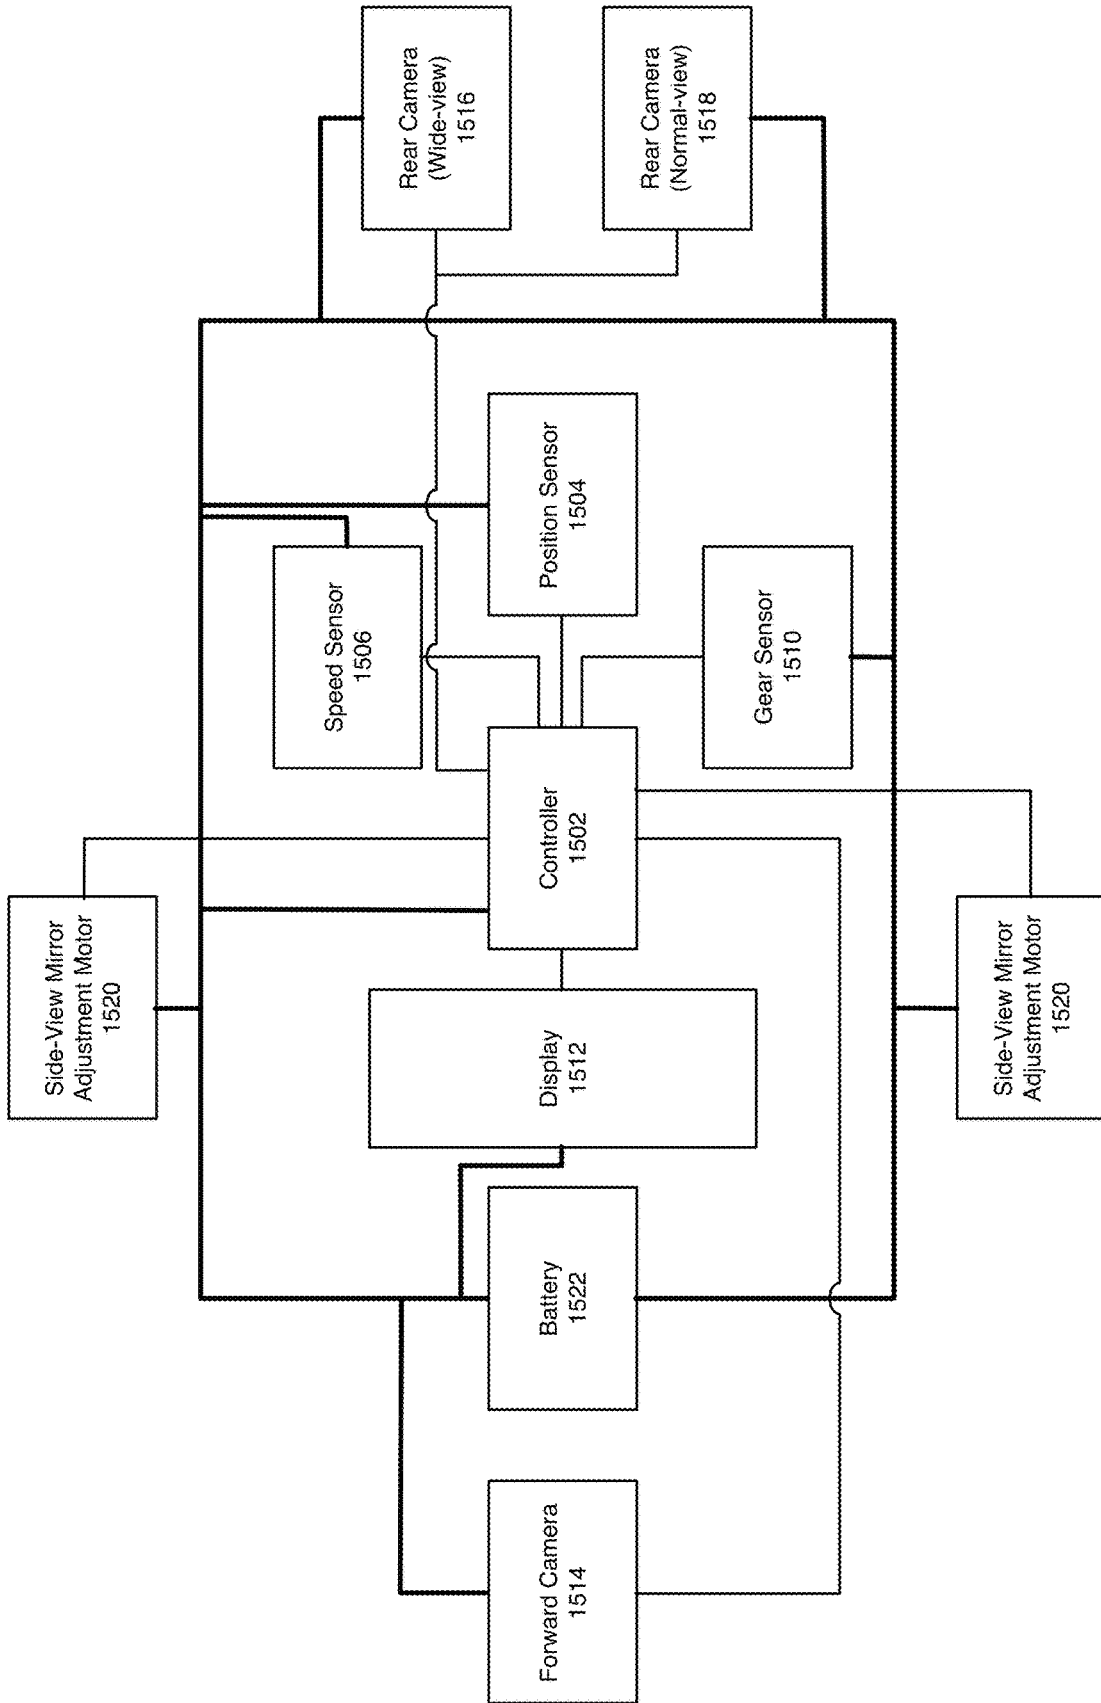 Side-View Mirror
Adjustment Motor
1520
Rear Camera
(Wide-view)
1516
Speed Sensor
1506
Forward Camera
1514
Battery
1522
Display
1512
Controller
1502
Position Sensor
1504
Rear Camera
(Normal-view)
1518
Gear Sensor
1510
Side-View Mirror
Adjustment Motor
1520